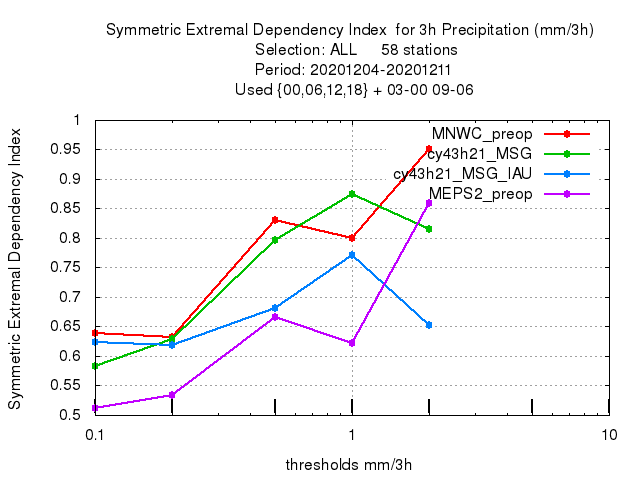 Symmetric Extremal Dependency Index  for 3h Precipitation (mm/3h)
Selection: ALL     58 stations
Period: 20201204-20201211
Used {00,06,12,18} + 03-00 09-06
Symmetric Extremal Dependency Index
1
0.95
0.9
0.85
0.8
0.75
0.7
0.65
0.6
0.55
0.5
MNWC_preop
cy43h21_MSG
cy43h21_MSG_IAU
MEPS2_preop
0.1
1
10
thresholds mm/3h